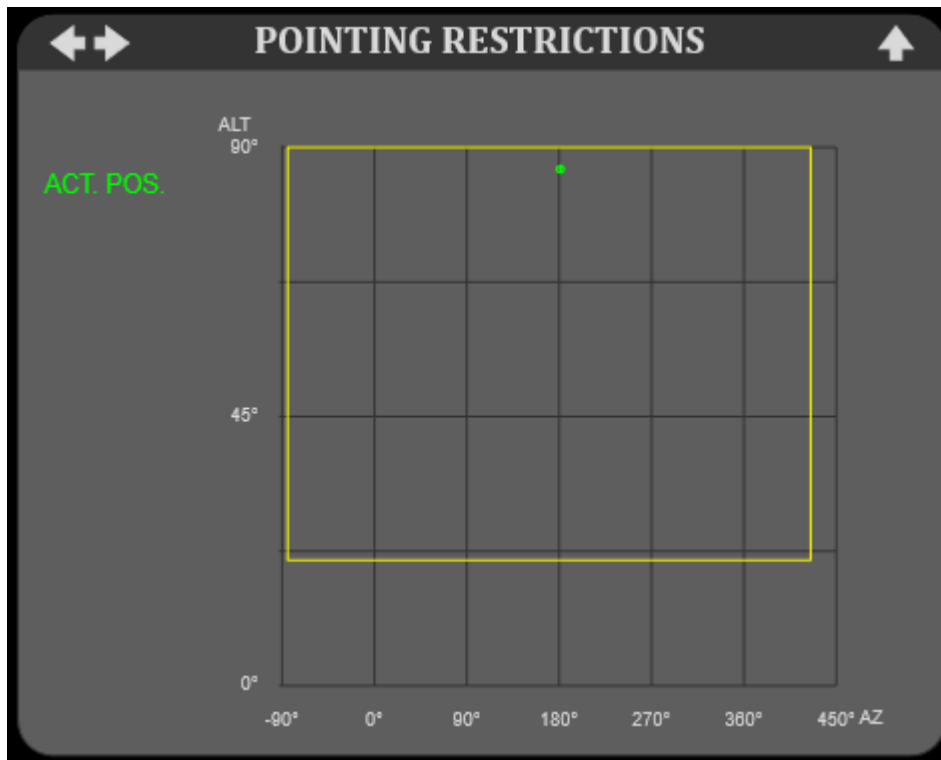 POINTING RESTRICTIONS
ALT
90°
ACT. POS.
45°
0°
-90° 0° 90° 180° 270° 360° 450° AZ